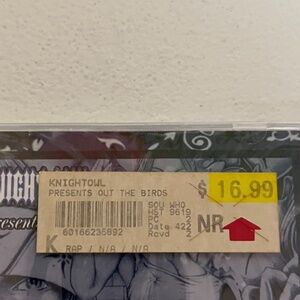 KNIGHTOWL
PRESENTS OUT THE BIRDS
$ 16.99
SOU WHO
HST 9619
PC 2
Date 422
Rcvd 2
NR
60166235892
K RAP / N/A / N/A